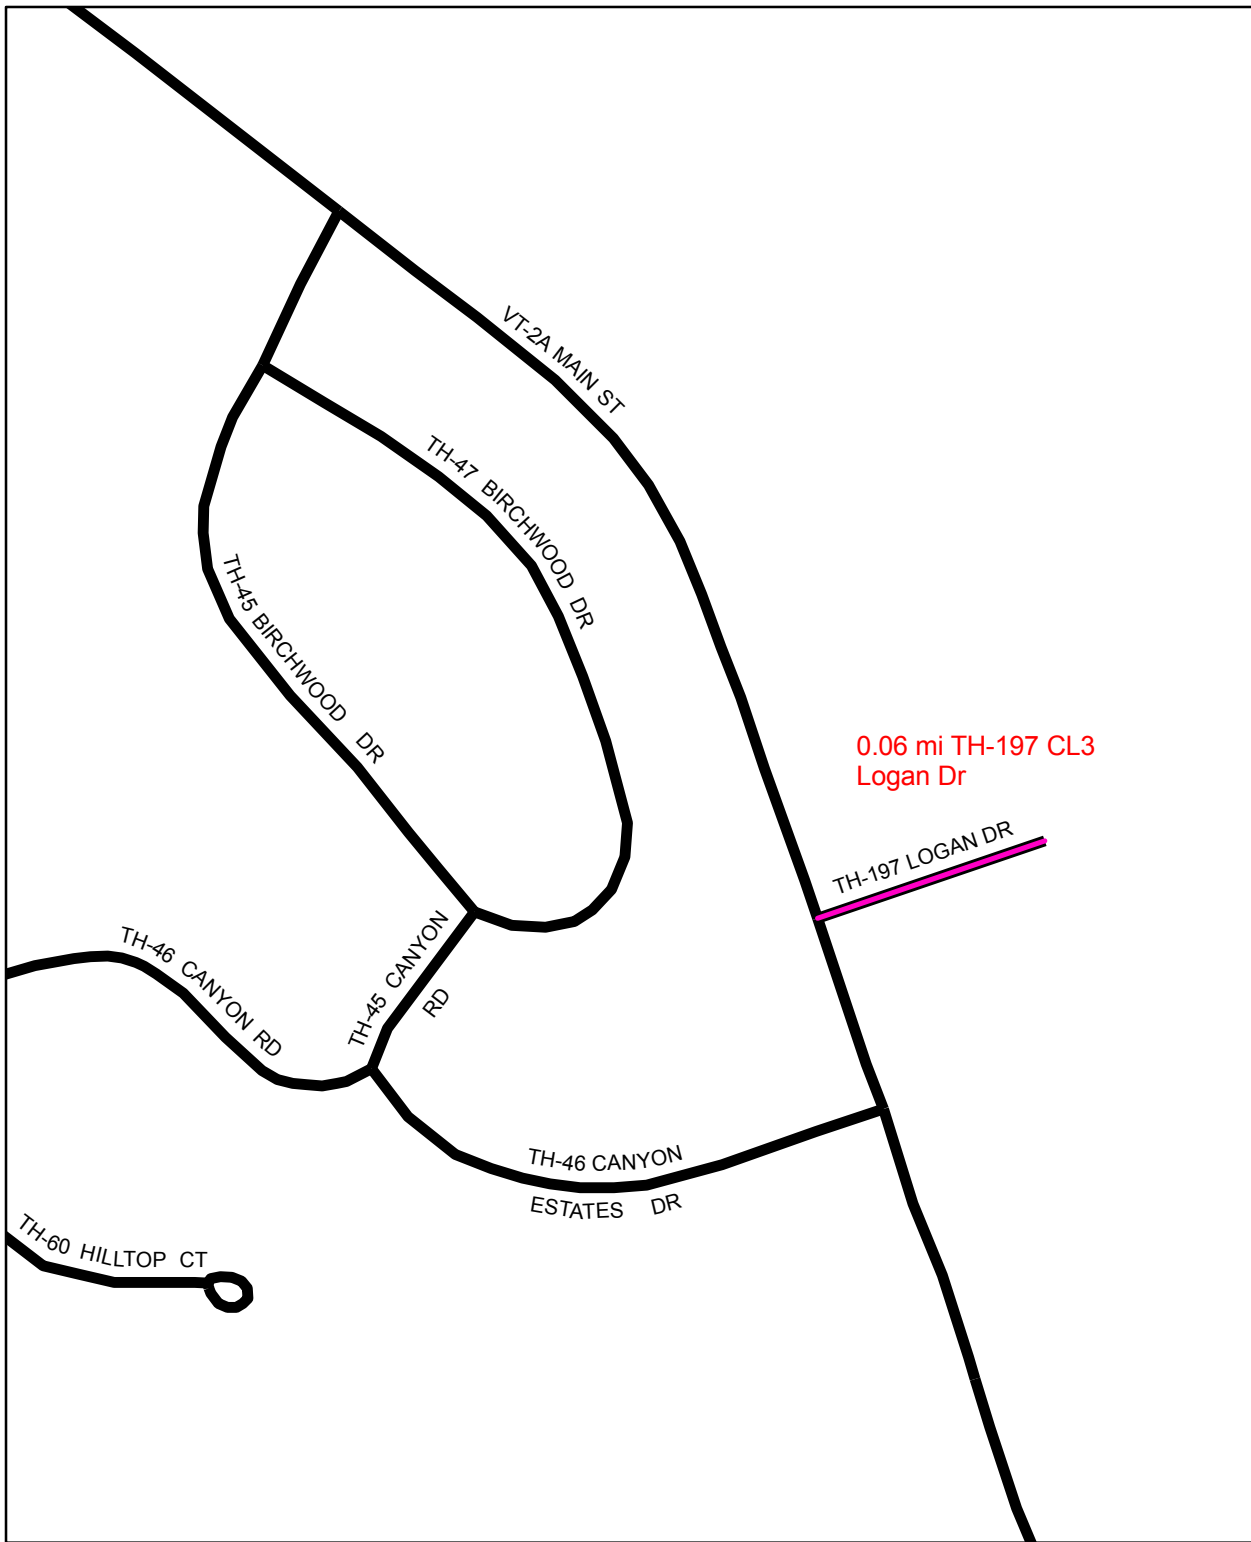 VT-2A MAIN ST
TH-47 BIRCHWOOD DR
TH-45 BIRCHWOOD DR
0.06 mi TH-197 CL3
Logan Dr
TH-197 LOGAN DR
TH-46 CANYON RD
TH-45 CANYON
RD
TH-46 CANYON
ESTATES DR
TH-60 HILLTOP CT